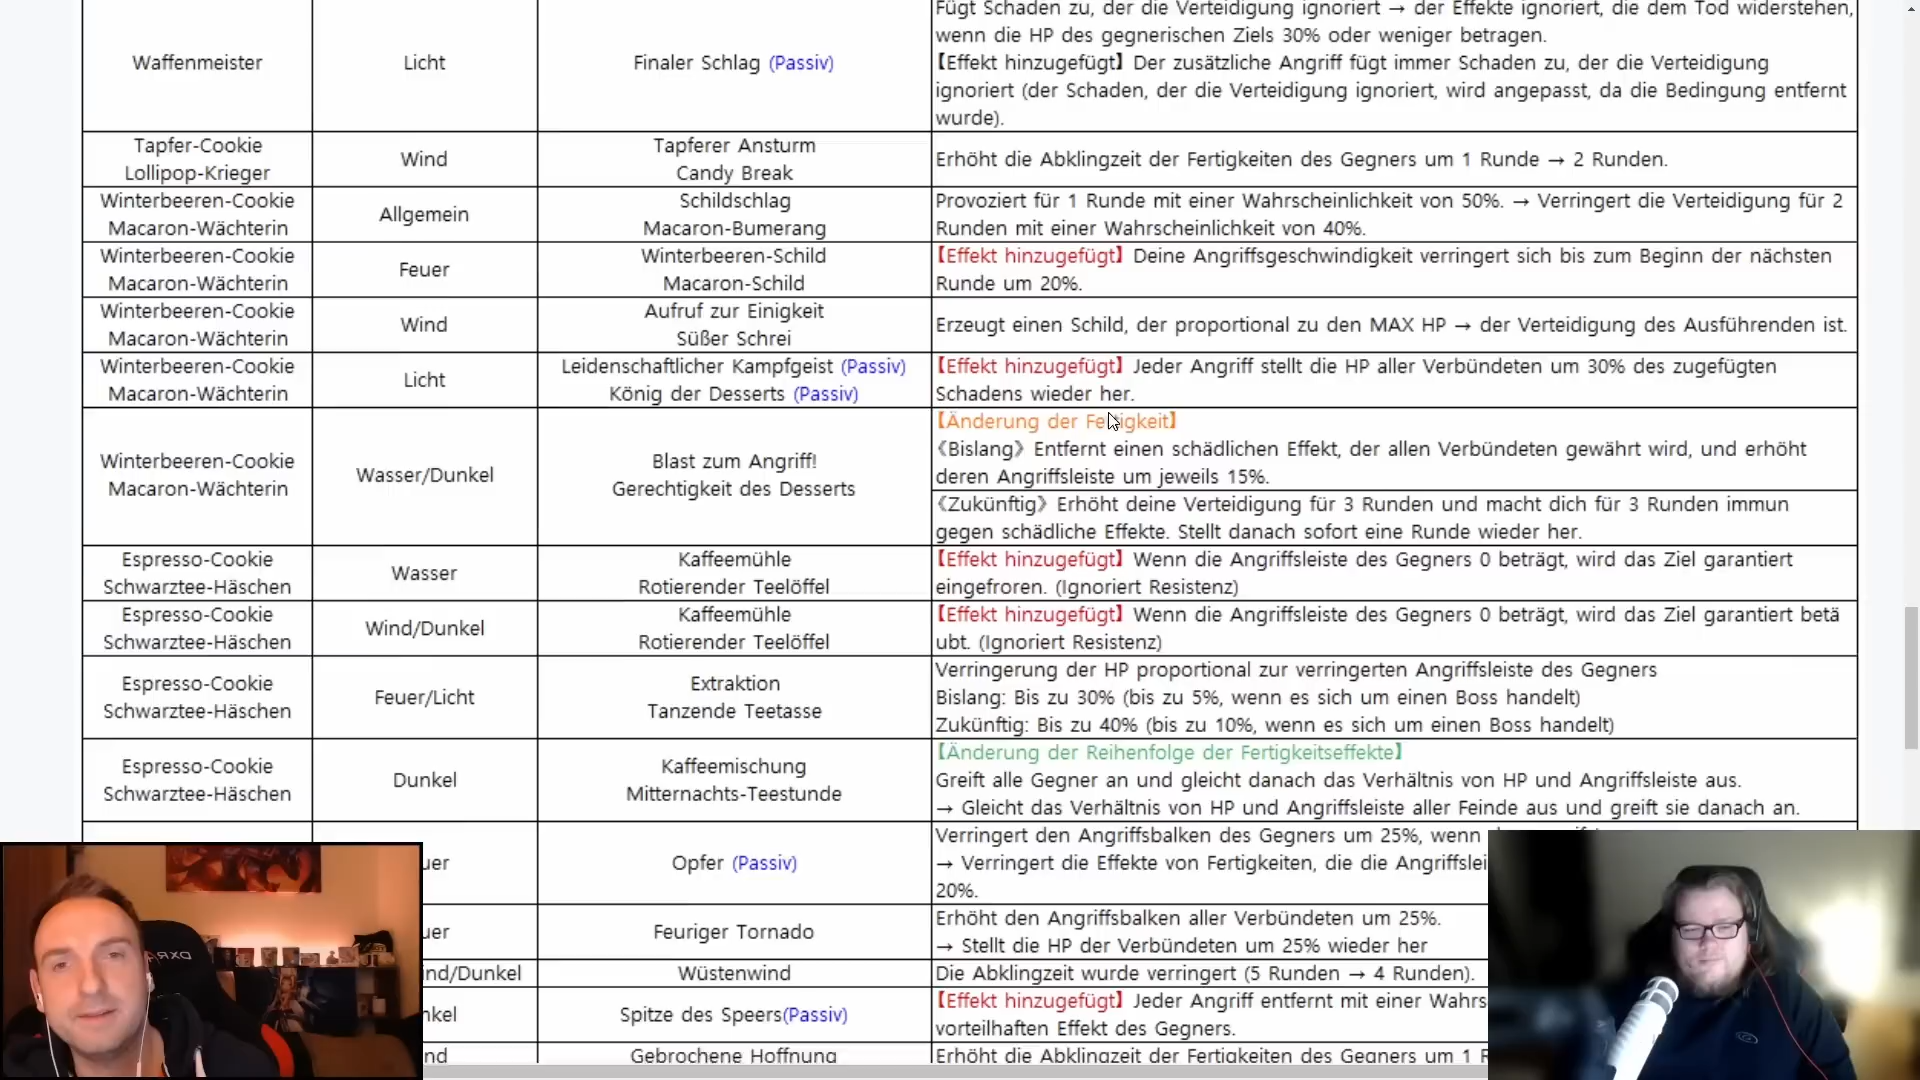 Fügt Schaden zu, der die Verteidigung ignoriert → der Effekte ignoriert, die dem Tod widerstehen,
wenn die HP des gegnerischen Ziels 30% oder weniger betragen.
Waffenmeister
Licht
Finaler Schlag (Passiv)
【Effekt hinzugefügt】 Der zusätzliche Angriff fügt immer Schaden zu, der die Verteidigung
ignoriert (der Schaden, der die Verteidigung ignoriert, wird angepasst, da die Bedingung entfernt
wurde).
Tapfer-Cookie
Lollipop-Krieger
Wind
Tapferer Ansturm
Candy Break
Erhöht die Abklingzeit der Fertigkeiten des Gegners um 1 Runde → 2 Runden.
Winterbeeren-Cookie
Macaron-Wächterin
Allgemein
Schildschlag
Macaron-Bumerang
Provoziert für 1 Runde mit einer Wahrscheinlichkeit von 50%. → Verringert die Verteidigung für 2
Runden mit einer Wahrscheinlichkeit von 40%.
Winterbeeren-Cookie
Macaron-Wächterin
Feuer
Winterbeeren-Schild
Macaron-Schild
【Effekt hinzugefügt】 Deine Angriffsgeschwindigkeit verringert sich bis zum Beginn der nächsten
Runde um 20%.
Winterbeeren-Cookie
Macaron-Wächterin
Wind
Aufruf zur Einigkeit
Süßer Schrei
Erzeugt einen Schild, der proportional zu den MAX HP → der Verteidigung des Ausführenden ist.
Winterbeeren-Cookie
Macaron-Wächterin
Licht
Leidenschaftlicher Kampfgeist (Passiv)
König der Desserts (Passiv)
【Effekt hinzugefügt】 Jeder Angriff stellt die HP aller Verbündeten um 30% des zugefügten
Schadens wieder her.
Winterbeeren-Cookie
Macaron-Wächterin
Wasser/Dunkel
Blast zum Angriff!
Gerechtigkeit des Desserts
【Änderung der Fertigkeit】
《Bislang》 Entfernt einen schädlichen Effekt, der allen Verbündeten gewährt wird, und erhöht
deren Angriffsleiste um jeweils 15%.
《Zukünftig》 Erhöht deine Verteidigung für 3 Runden und macht dich für 3 Runden immun
gegen schädliche Effekte. Stellt danach sofort eine Runde wieder her.
Espresso-Cookie
Schwarztee-Häschen
Wasser
Kaffeemühle
Rotierender Teelöffel
【Effekt hinzugefügt】 Wenn die Angriffsleiste des Gegners 0 beträgt, wird das Ziel garantiert
eingefroren. (Ignoriert Resistenz)
Espresso-Cookie
Schwarztee-Häschen
Wind/Dunkel
Kaffeemühle
Rotierender Teelöffel
【Effekt hinzugefügt】 Wenn die Angriffsleiste des Gegners 0 beträgt, wird das Ziel garantiert betä
ubt. (Ignoriert Resistenz)
Espresso-Cookie
Schwarztee-Häschen
Feuer/Licht
Extraktion
Tanzende Teetasse
Verringerung der HP proportional zur verringerten Angriffsleiste des Gegners
Bislang: Bis zu 30% (bis zu 5%, wenn es sich um einen Boss handelt)
Zukünftig: Bis zu 40% (bis zu 10%, wenn es sich um einen Boss handelt)
Espresso-Cookie
Schwarztee-Häschen
Dunkel
Kaffeemischung
Mitternachts-Teestunde
【Änderung der Reihenfolge der Fertigkeitseffekte】
Greift alle Gegner an und gleicht danach das Verhältnis von HP und Angriffsleiste aus.
→ Gleicht das Verhältnis von HP und Angriffsleiste aller Feinde aus und greift sie danach an.
uer
Opfer (Passiv)
Verringert den Angriffsbalken des Gegners um 25%, wenn
→ Verringert die Effekte von Fertigkeiten, die die Angriffslei
20%.
uer
Feuriger Tornado
Erhöht den Angriffsbalken aller Verbündeten um 25%.
→ Stellt die HP der Verbündeten um 25% wieder her
ind/Dunkel
Wüstenwind
Die Abklingzeit wurde verringert (5 Runden → 4 Runden).
nkel
Spitze des Speers(Passiv)
【Effekt hinzugefügt】 Jeder Angriff entfernt mit einer Wahrs
vorteilhaften Effekt des Gegners.
nd
Gebrochene Hoffnung
Erhöht die Abklingzeit der Fertigkeiten des Gegners um 1 R
DXRA